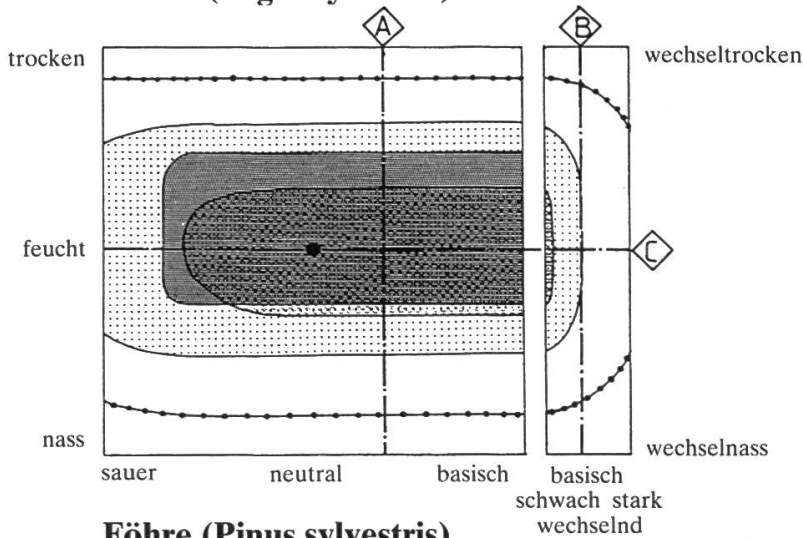 A
B
trocken
wechseltrocken
feucht
C
nass
wechselnass
sauer
neutral
basisch
basisch
schwach stark
wechselnd
Föhre (Pinus sylvestris)